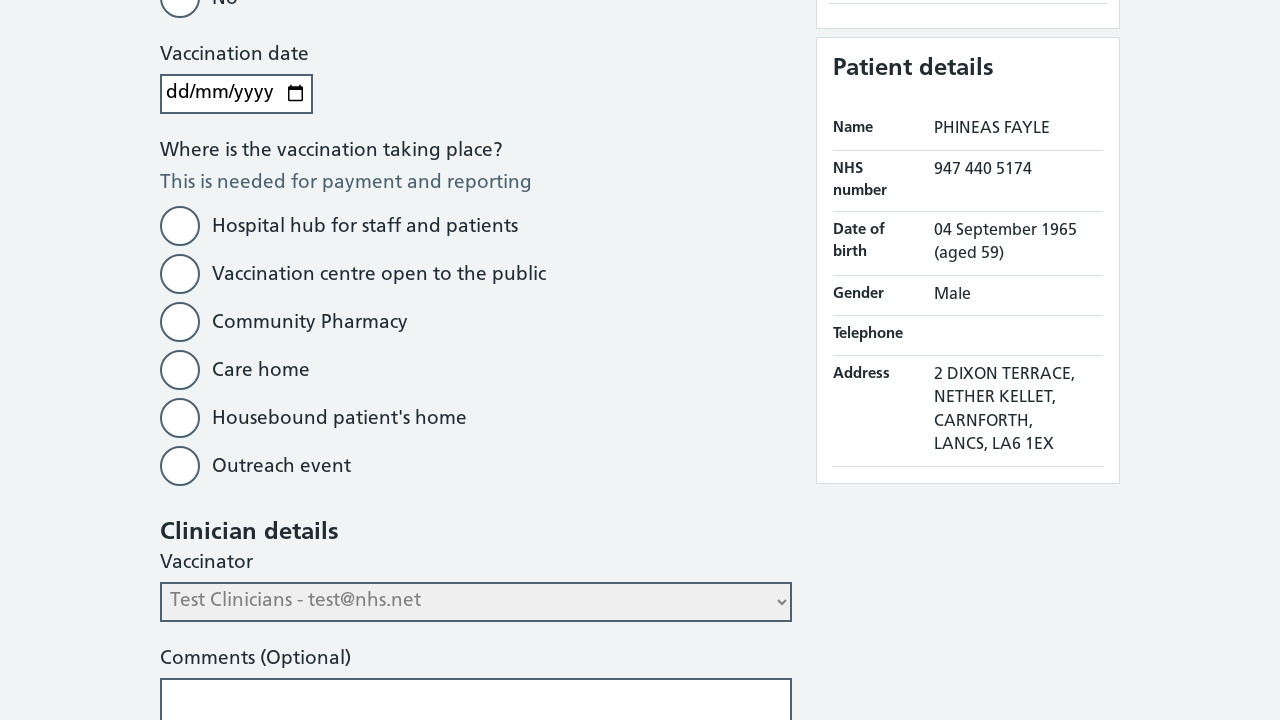 No
Vaccination date
dd/mm/yyyy
Where is the vaccination taking place?
This is needed for payment and reporting
Hospital hub for staff and patients
Vaccination centre open to the public
Community Pharmacy
Care home
Housebound patient's home
Outreach event
Clinician details
Vaccinator
Test Clinicians - test@nhs.net
Comments (Optional)
Patient details
Name PHINEAS FAYLE
NHS number 947 440 5174
Date of birth 04 September 1965
(aged 59)
Gender Male
Telephone
Address 2 DIXON TERRACE,
NETHER KELLET,
CARNFORTH,
LANCS, LA6 1EX